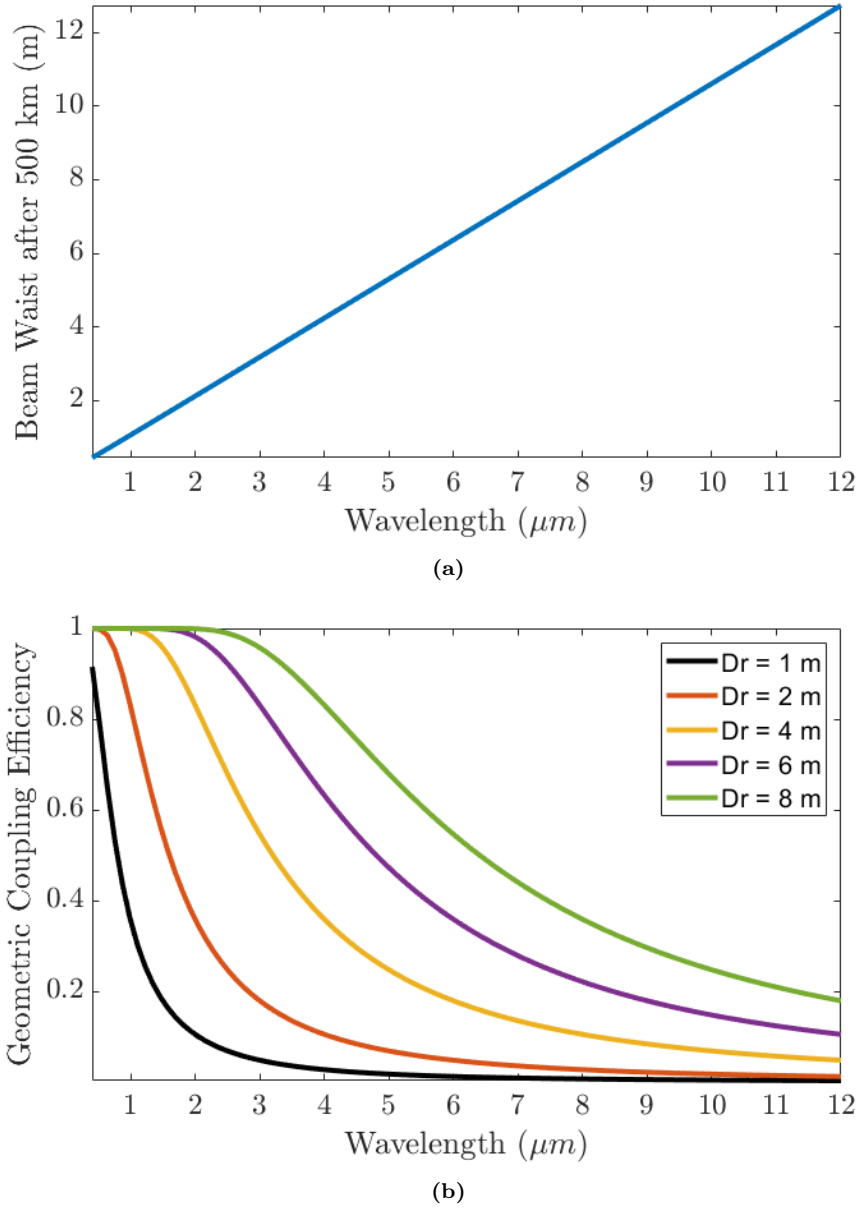 12
10
8
6
4
2
Beam Waist after 500 km (m)
1 2 3 4 5 6 7 8 9 10 11 12
Wavelength (μm)
(a)
1
0.8
0.6
0.4
0.2
Geometric Coupling Efficiency
Dr = 1 m
Dr = 2 m
Dr = 4 m
Dr = 6 m
Dr = 8 m
1 2 3 4 5 6 7 8 9 10 11 12
Wavelength (μm)
(b)